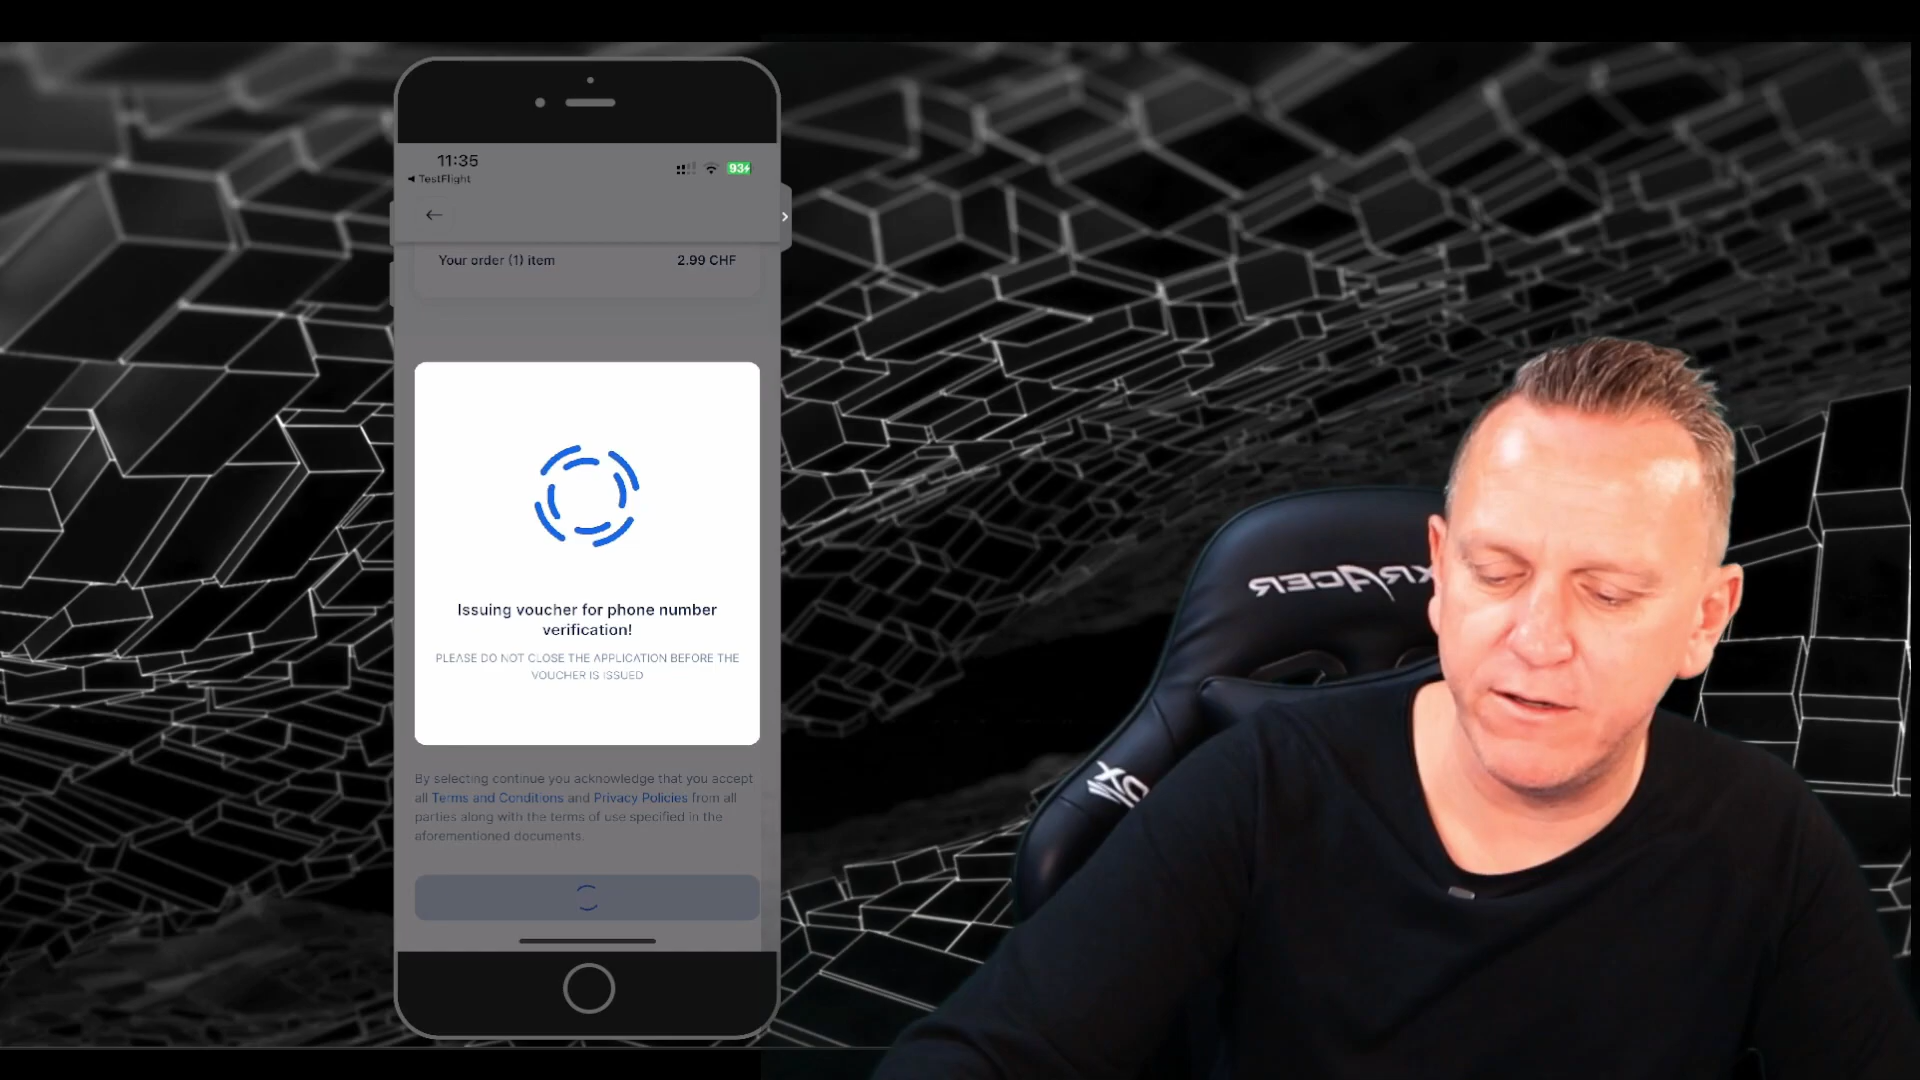 11:35
93
◄ TestFlight
Your order (1) item 2.99 CHF
Issuing voucher for phone number
verification!
PLEASE DO NOT CLOSE THE APPLICATION BEFORE THE
VOUCHER IS ISSUED
By selecting continue you acknowledge that you accept
all Terms and Conditions and Privacy Policies from all
parties along with the terms of use specified in the
aforementioned documents.
XRACER
DX